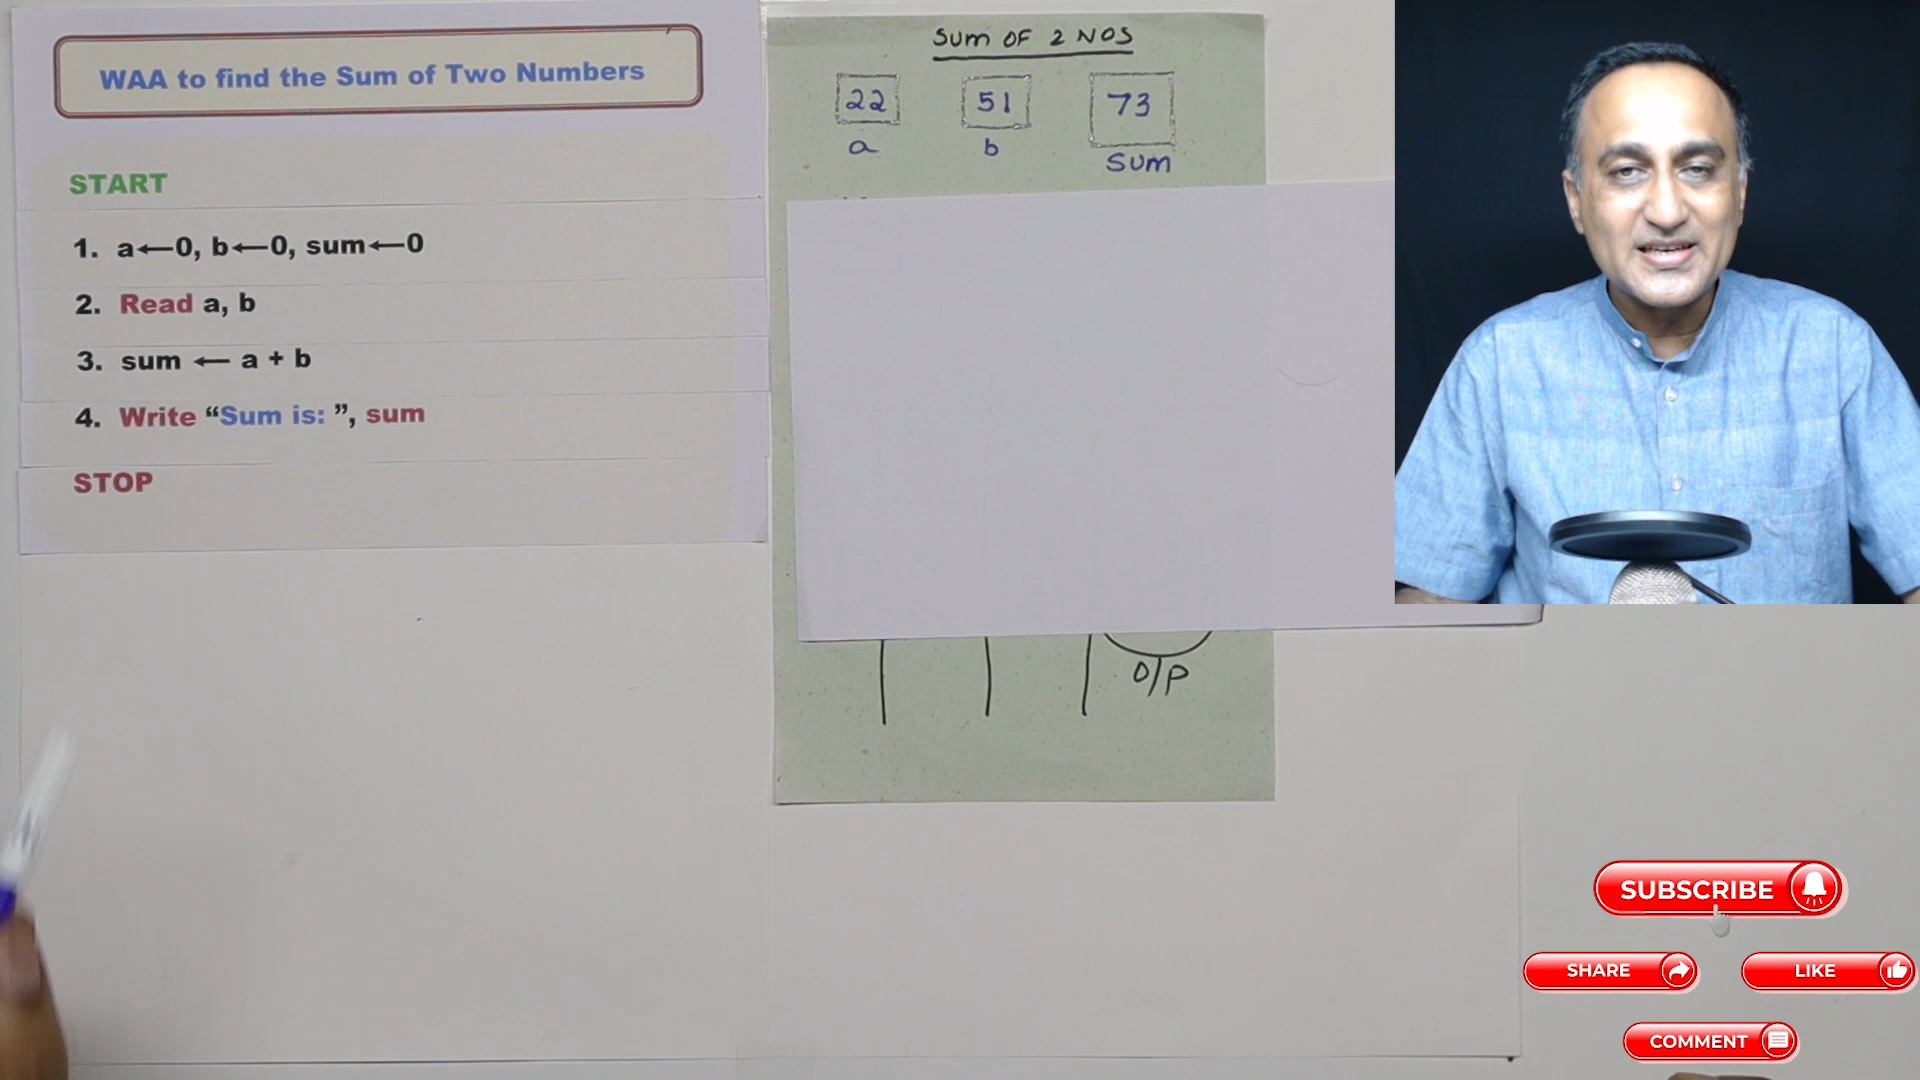 WAA to find the Sum of Two Numbers
START
1. a←0, b←0, sum←0
2. Read a, b
3. sum ← a + b
4. Write “Sum is: ”, sum
STOP
SUM OF 2 NOS
22 51 73
a b SUM
O/P
SUBSCRIBE
SHARE LIKE
COMMENT